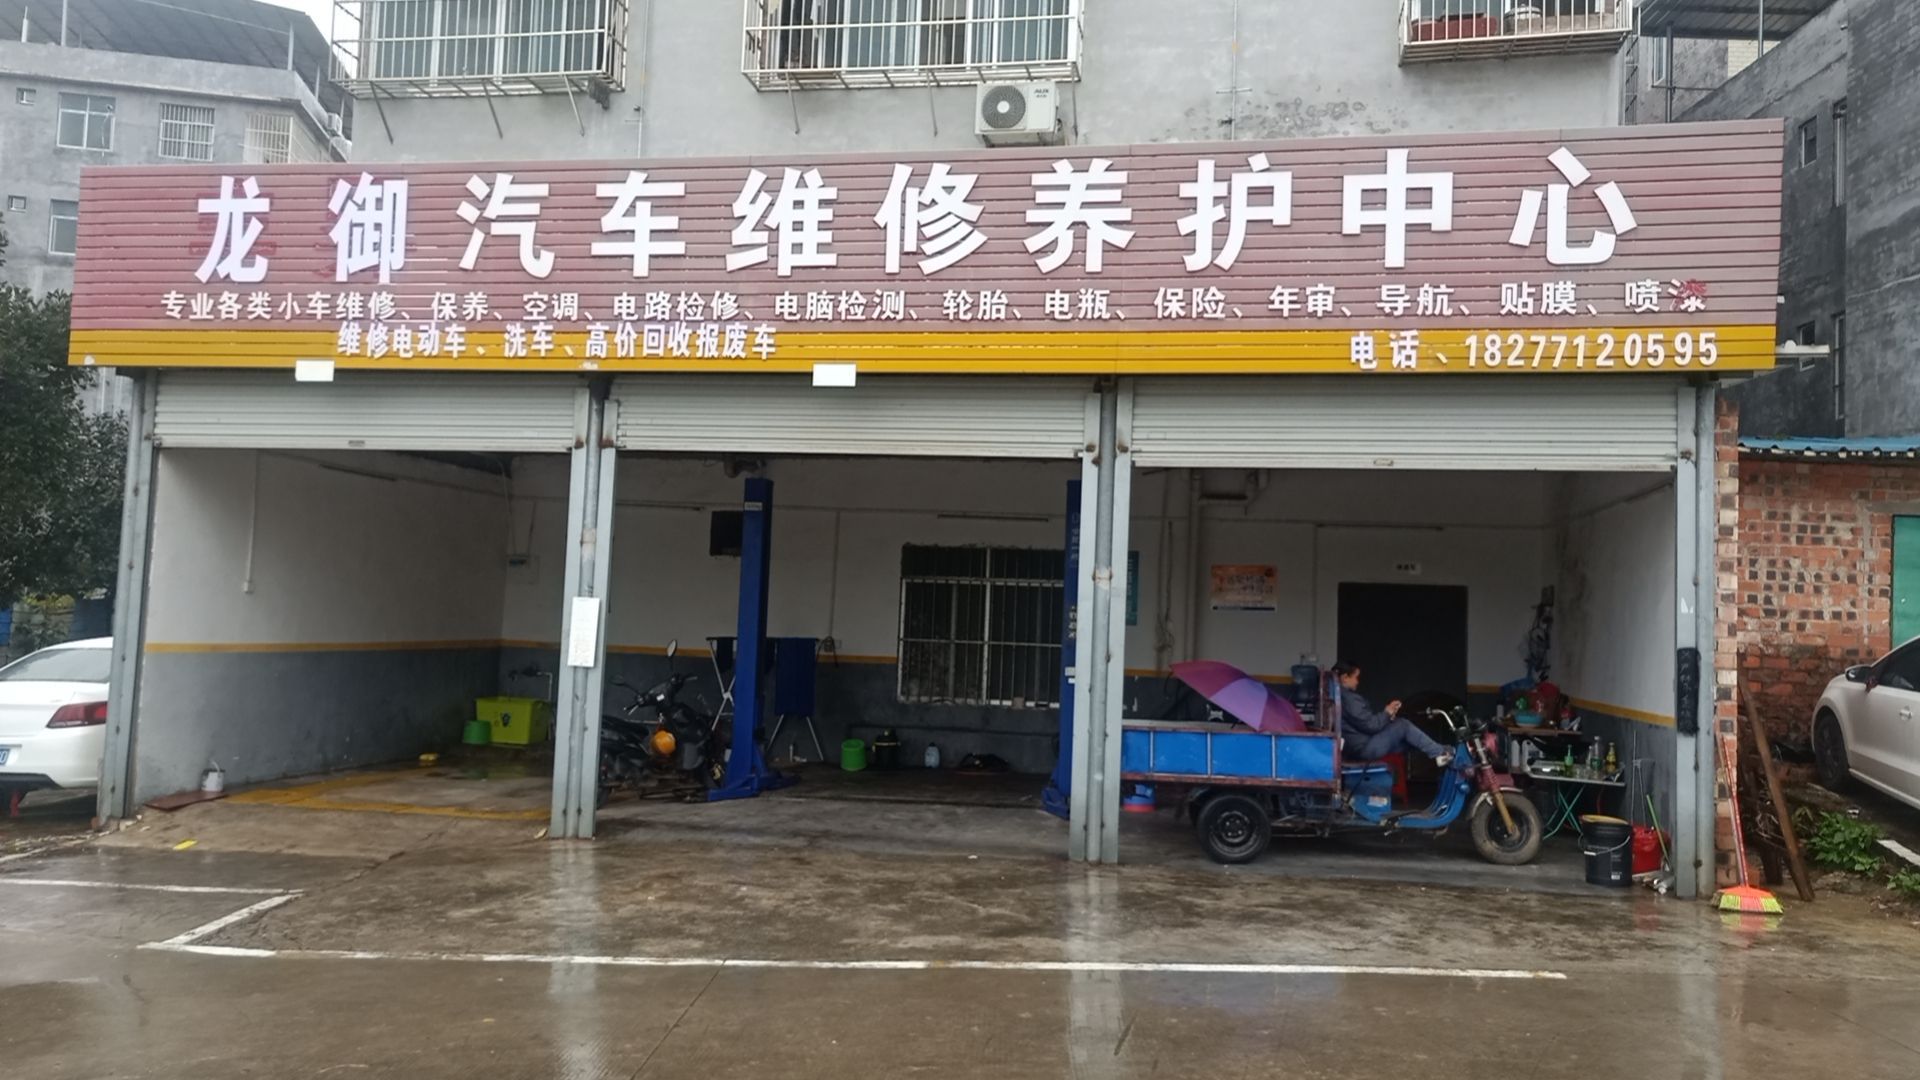 AUX
龙御汽车维修养护中心
专业各类小车维修、保养、空调、电路检修、电脑检测、轮胎、电瓶、保险、年审、导航、贴膜、喷漆
维修电动车、洗车、高价回收报废车
电话、18277120595